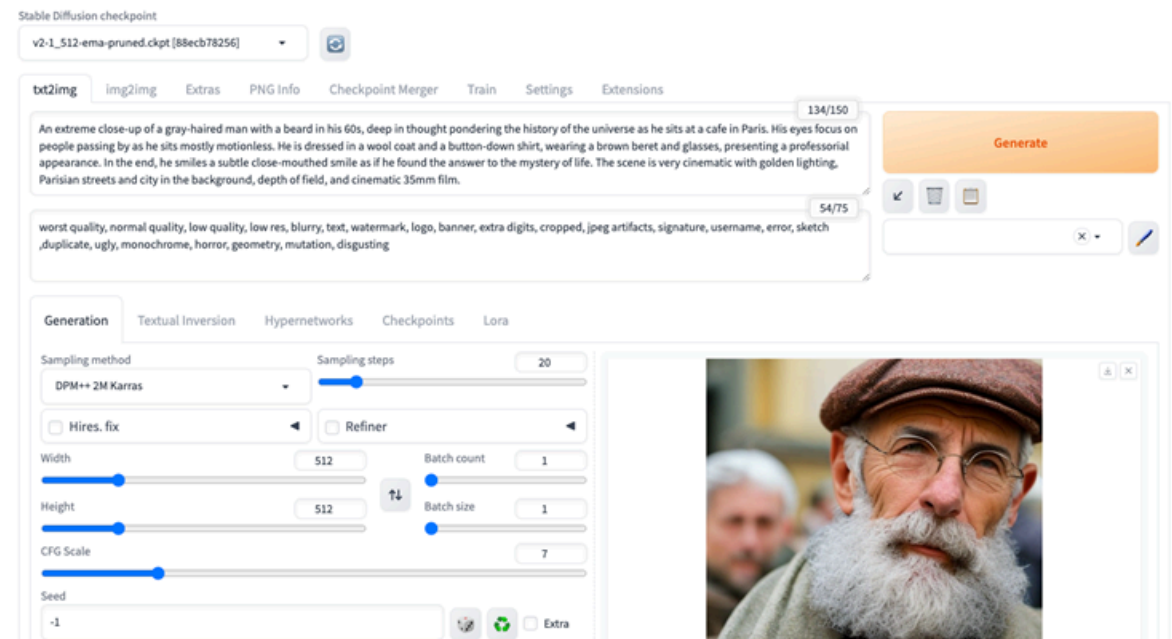 Stable Diffusion checkpoint
v2-1_512-ema-pruned.ckpt [88ecb78256]
txt2img img2img Extras PNG Info Checkpoint Merger Train Settings Extensions
134/150
An extreme close-up of a gray-haired man with a beard in his 60s, deep in thought pondering the history of the universe as he sits at a cafe in Paris. His eyes focus on
people passing by as he sits mostly motionless. He is dressed in a wool coat and a button-down shirt, wearing a brown beret and glasses, presenting a professorial
appearance. In the end, he smiles a subtle close-mouthed smile as if he found the answer to the mystery of life. The scene is very cinematic with golden lighting,
Parisian streets and city in the background, depth of field, and cinematic 35mm film.
Generate
54/75
worst quality, normal quality, low quality, low res, blurry, text, watermark, logo, banner, extra digits, cropped, jpeg artifacts, signature, username, error, sketch
,duplicate, ugly, monochrome, horror, geometry, mutation, disgusting
Generation Textual Inversion Hypernetworks Checkpoints Lora
Sampling method
DPM++ 2M Karras
Sampling steps 20
Hires. fix
Refiner
Width 512
Batch count 1
Height 512
Batch size 1
CFG Scale 7
Seed
-1
Extra